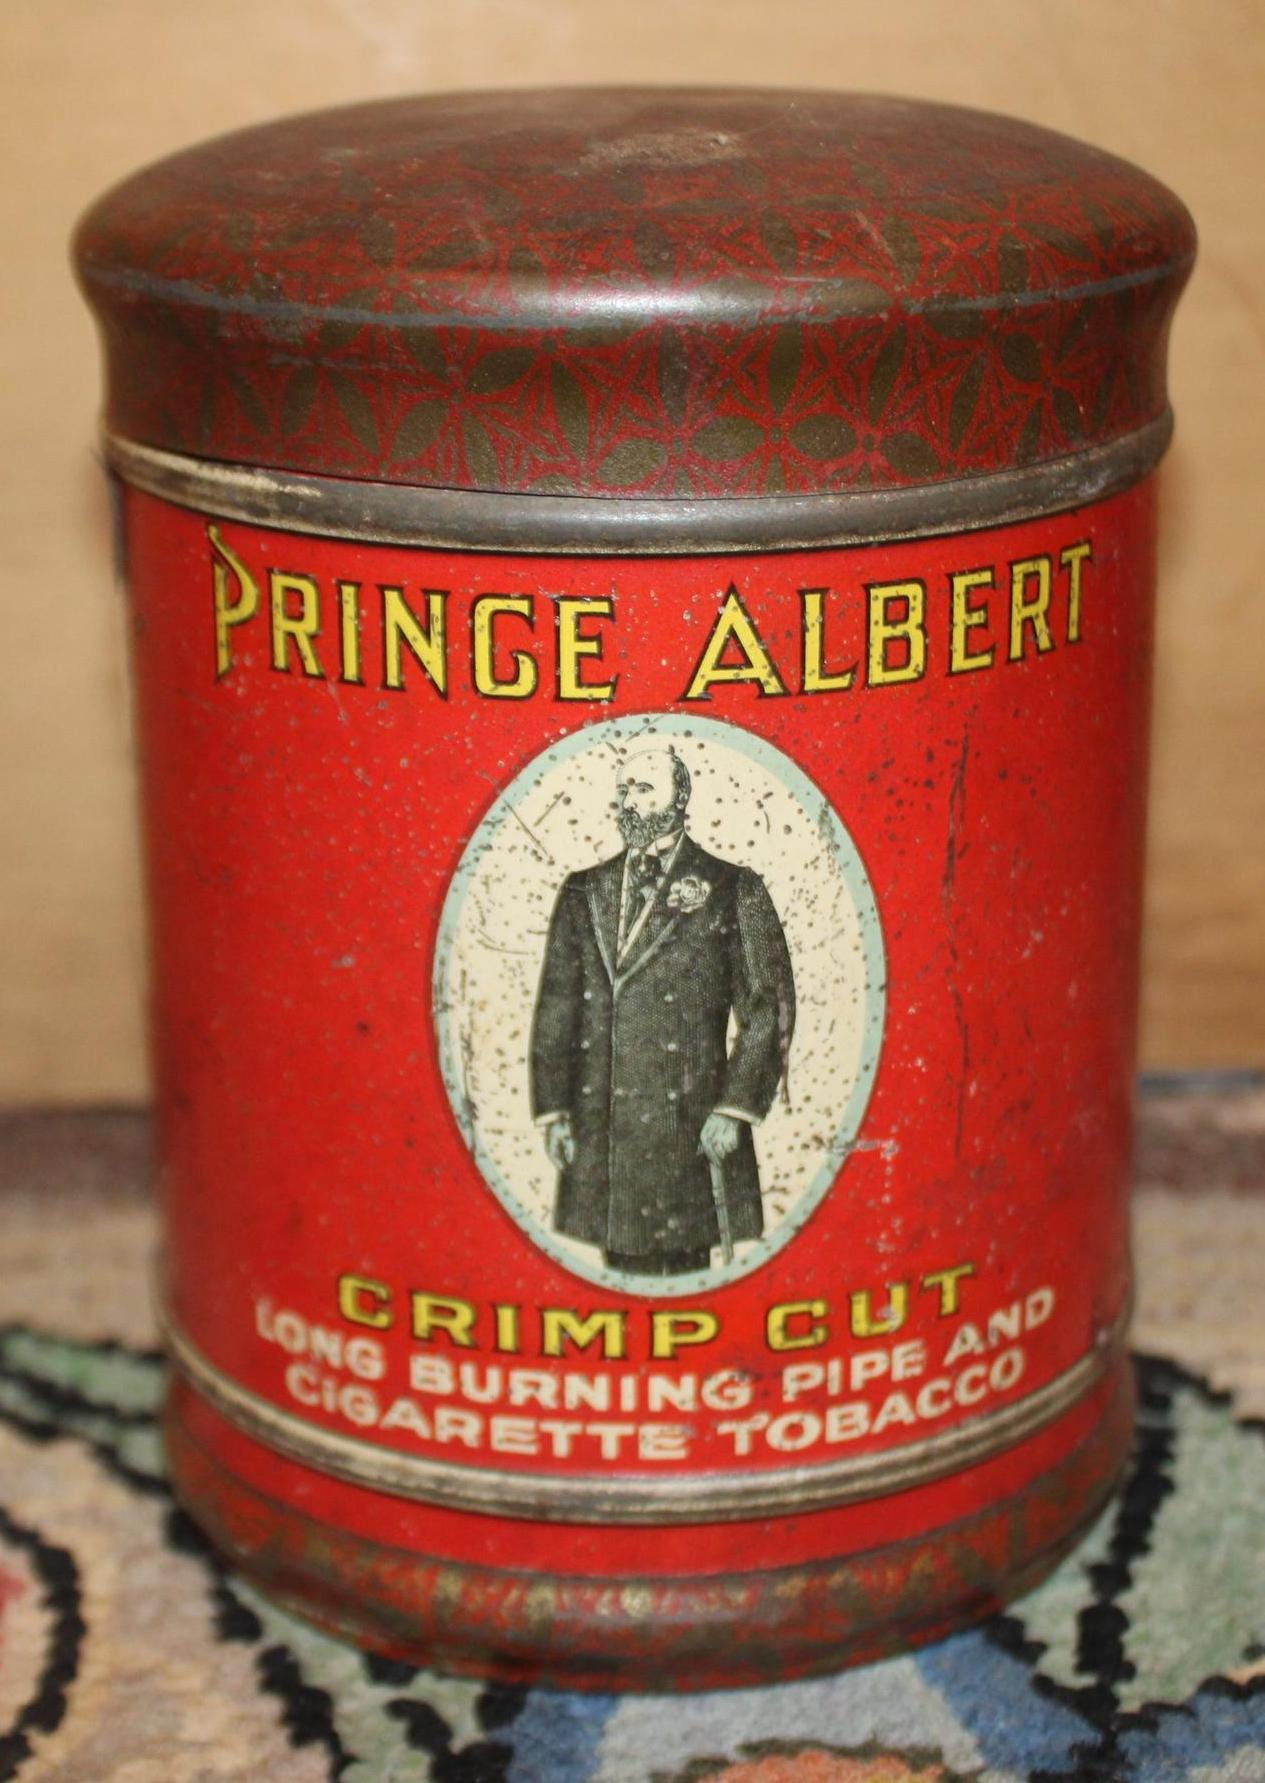 PRINCE ALBERT
CRIMP CUT
LONG BURNING PIPE AND
CIGARETTE TOBACCO